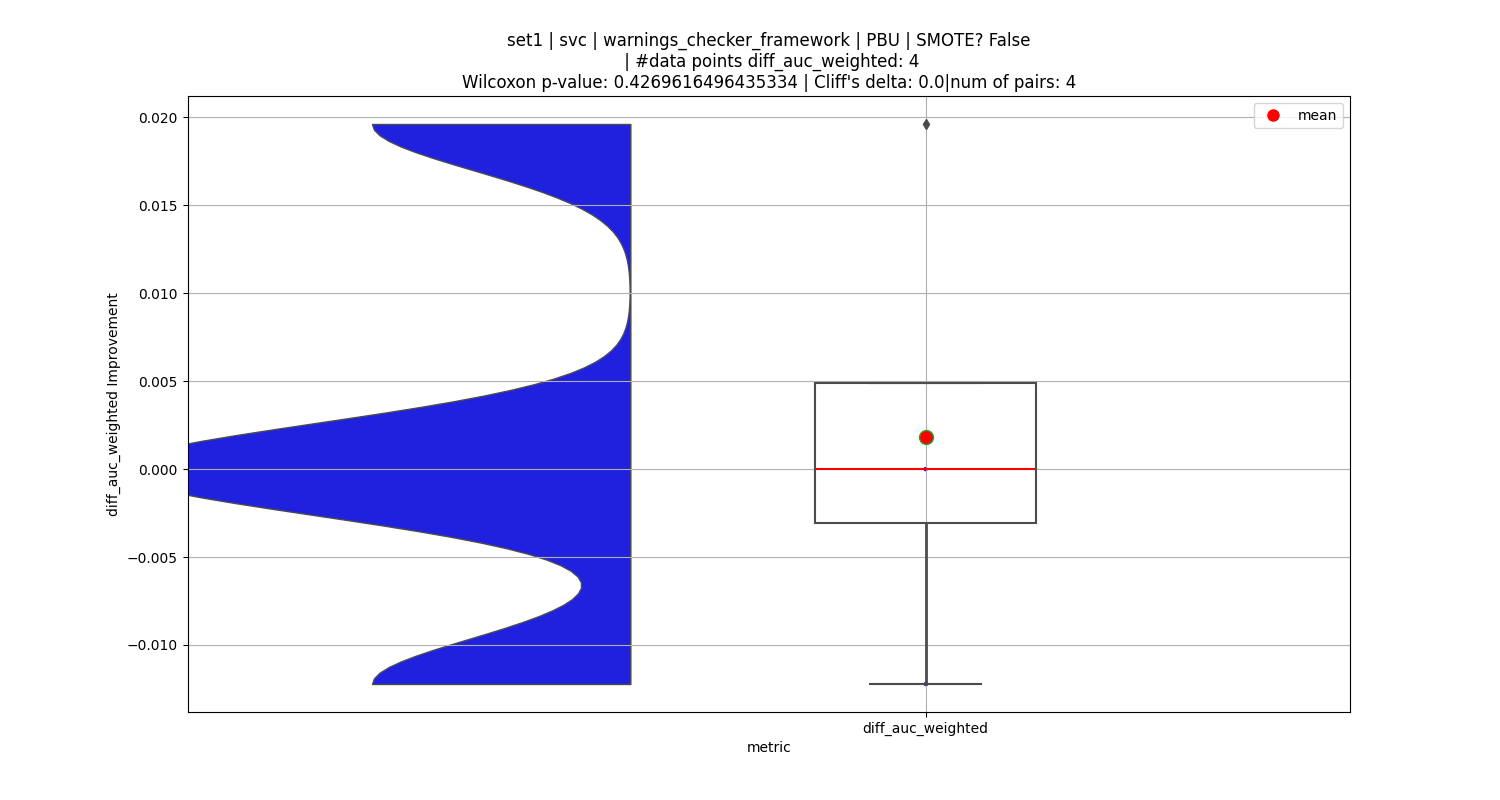 set1 | svc | warnings_checker_framework | PBU | SMOTE? False
| #data points diff_auc_weighted: 4
Wilcoxon p-value: 0.4269616496435334 | Cliff's delta: 0.0|num of pairs: 4
mean
0.020
0.015
0.010
0.005
0.000
−0.005
−0.010
diff_auc_weighted Improvement
diff_auc_weighted
metric